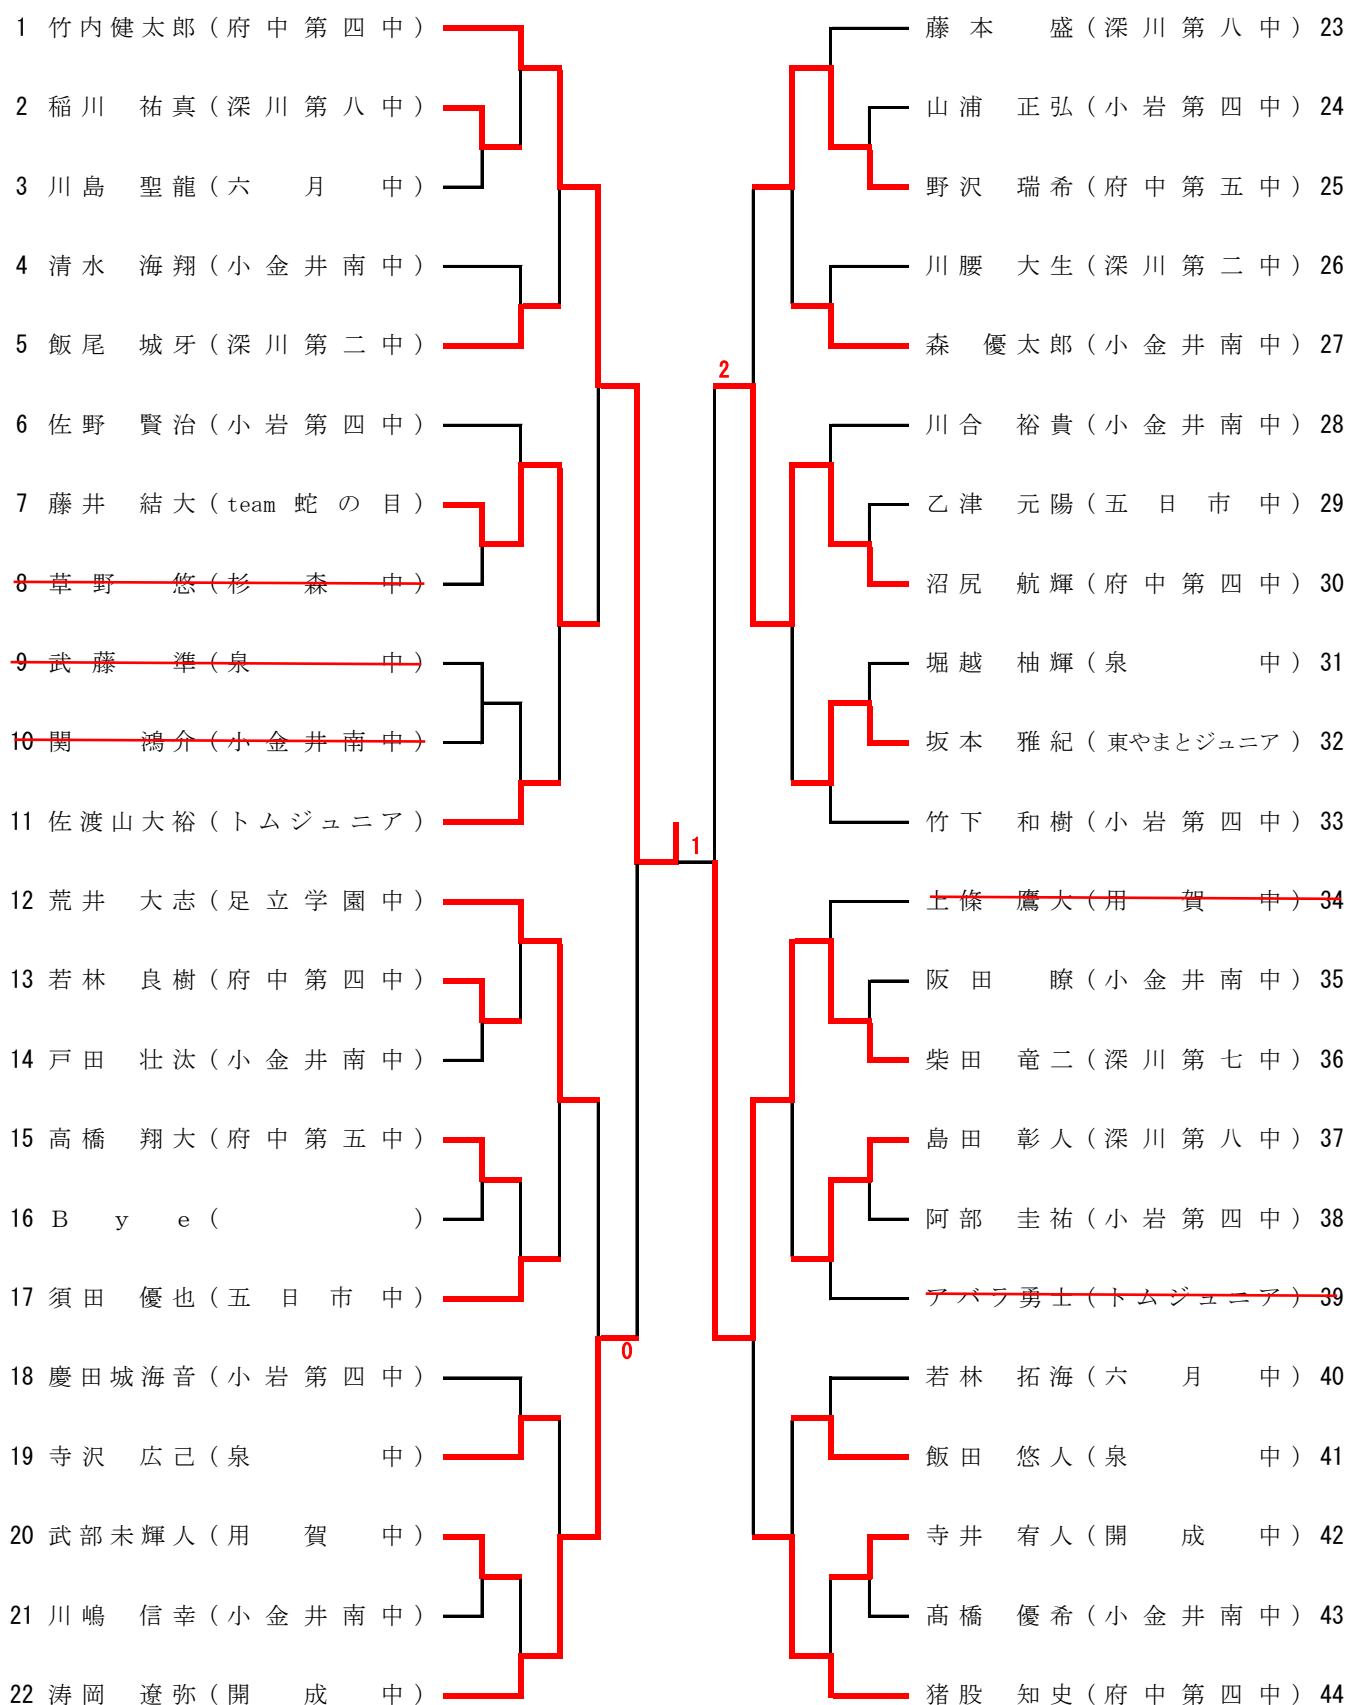 1 竹内健太郎（府中第四中）
2 稲川 祐真（深川第八中）
3 川島 聖龍（六月中）
4 清水 海翔（小金井南中）
5 飯尾 城牙（深川第二中）
6 佐野 賢治（小岩第四中）
7 藤井 結大（team 蛇の目）
8 草野 悠（杉森中）
9 武藤 準（泉中）
10 関 鴻介（小金井南中）
11 佐渡山大裕（トムジュニア）
12 荒井 大志（足立学園中）
13 若林 良樹（府中第四中）
14 戸田 壮汰（小金井南中）
15 高橋 翔大（府中第五中）
16 Ｂｙｅ（ ）
17 須田 優也（五日市中）
18 慶田城海音（小岩第四中）
19 寺沢 広己（泉中）
20 武部未輝人（用賀中）
21 川嶋 信幸（小金井南中）
22 涛岡 遼弥（開成中）
0
1
2
藤本 盛（深川第八中）23
山浦 正弘（小岩第四中）24
野沢 瑞希（府中第五中）25
川腰 大生（深川第二中）26
森 優太郎（小金井南中）27
川合 裕貴（小金井南中）28
乙津 元陽（五日市中）29
沼尻 航輝（府中第四中）30
堀越 柚輝（泉中）31
坂本 雅紀（東やまとジュニア）32
竹下 和樹（小岩第四中）33
上條 鷹大（用賀中）34
阪田 瞭（小金井南中）35
柴田 竜二（深川第七中）36
島田 彰人（深川第八中）37
阿部 圭祐（小岩第四中）38
アバラ勇士（トムジュニア）39
若林 拓海（六月中）40
飯田 悠人（泉中）41
寺井 宥人（開成中）42
髙橋 優希（小金井南中）43
猪股 知史（府中第四中）44